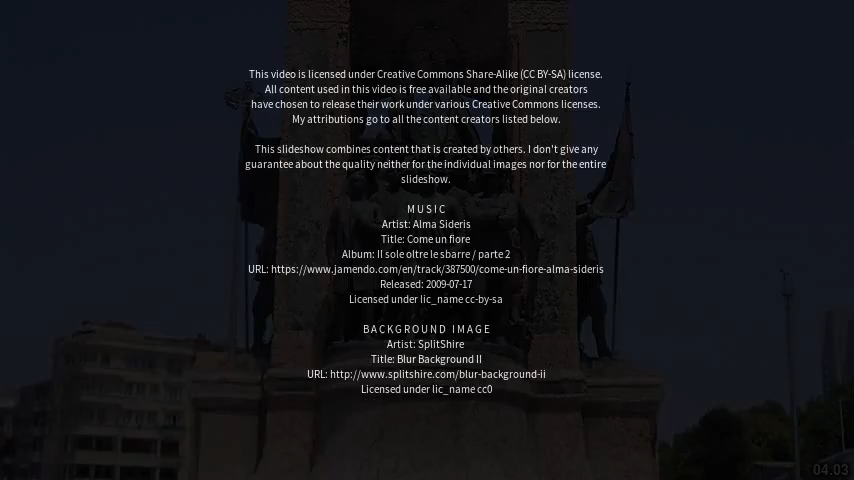 This video is licensed under Creative Commons Share-Alike (CC BY-SA) license.
All content used in this video is free available and the original creators
have chosen to release their work under various Creative Commons licenses.
My attributions go to all the content creators listed below.
This slideshow combines content that is created by others. I don't give any
guarantee about the quality neither for the individual images nor for the entire
slideshow.
MUSIC
Artist: Alma Sideris
Title: Come un fiore
Album: Il sole oltre le sbarre / parte 2
URL: https://www.jamendo.com/en/track/387500/come-un-fiore-alma-sideris
Released: 2009-07-17
Licensed under lic_name cc-by-sa
BACKGROUND IMAGE
Artist: SplitShire
Title: Blur Background II
URL: http://www.splitshire.com/blur-background-ii
Licensed under lic_name cc0
04.03